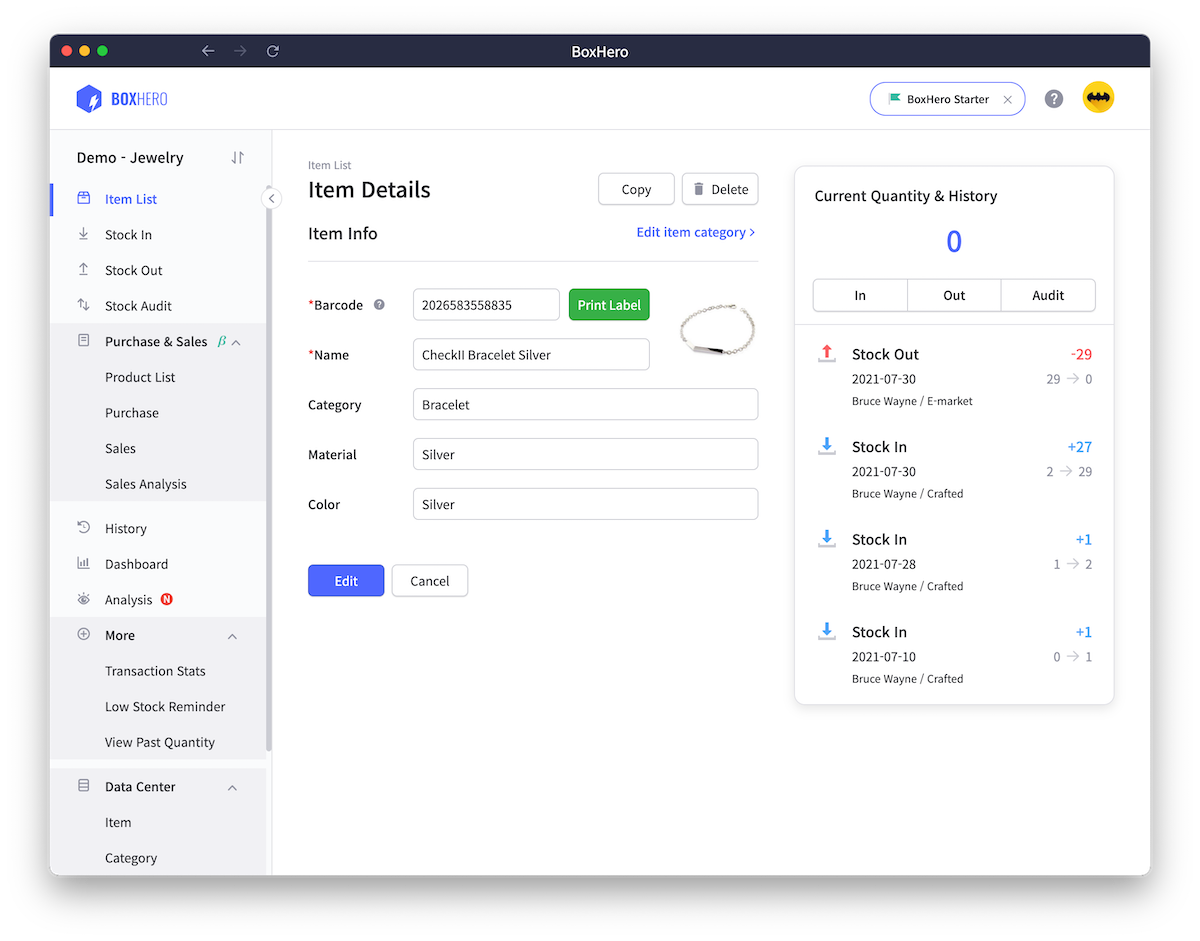 BoxHero
BOXHERO
BoxHero Starter
?
Demo - Jewelry
Item List
Stock In
Stock Out
Stock Audit
Purchase & Sales β
Product List
Purchase
Sales
Sales Analysis
History
Dashboard
Analysis N
More
Transaction Stats
Low Stock Reminder
View Past Quantity
Data Center
Item
Category
Item List
Item Details
Copy
Delete
Item Info
Edit item category >
*Barcode ?
2026583558835
Print Label
*Name
CheckII Bracelet Silver
Category
Bracelet
Material
Silver
Color
Silver
Edit
Cancel
Current Quantity & History
0
In
Out
Audit
Stock Out -29
2021-07-30 29 → 0
Bruce Wayne / E-market
Stock In +27
2021-07-30 2 → 29
Bruce Wayne / Crafted
Stock In +1
2021-07-28 1 → 2
Bruce Wayne / Crafted
Stock In +1
2021-07-10 0 → 1
Bruce Wayne / Crafted